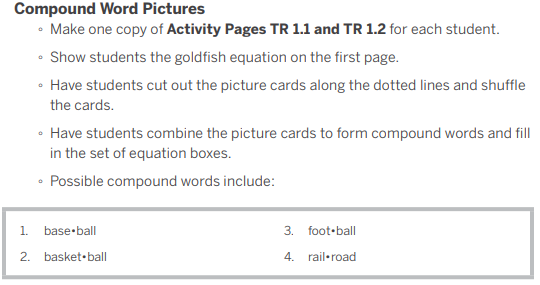 Compound Word Pictures
◦ Make one copy of Activity Pages TR 1.1 and TR 1.2 for each student.
◦ Show students the goldfish equation on the first page.
◦ Have students cut out the picture cards along the dotted lines and shuffle
the cards.
◦ Have students combine the picture cards to form compound words and fill
in the set of equation boxes.
◦ Possible compound words include:
1. base•ball
2. basket•ball
3. foot•ball
4. rail•road